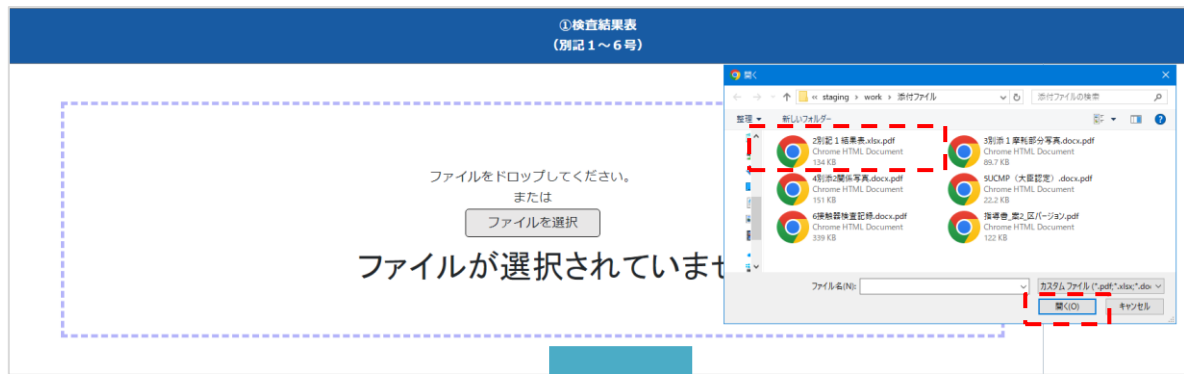 ①検査結果表
（別記１～６号）
ファイルをドロップしてください。
または
ファイルを選択
ファイルが選択されていませ
開く
« staging › work › 添付ファイル
添付ファイルの検索
整理
新しいフォルダー
2別記１結果表.xlsx.pdf
Chrome HTML Document
134 KB
3別添１摩耗部分写真.docx.pdf
Chrome HTML Document
89.7 KB
4別添2関係写真.docx.pdf
Chrome HTML Document
151 KB
5UCMP（大臣認定）.docx.pdf
Chrome HTML Document
22.2 KB
6接触器検査記録.docx.pdf
Chrome HTML Document
339 KB
指導書_案2_区バージョン.pdf
Chrome HTML Document
122 KB
ファイル名(N):
カスタム ファイル (*.pdf;*.xlsx;*.do
開く(O)
キャンセル